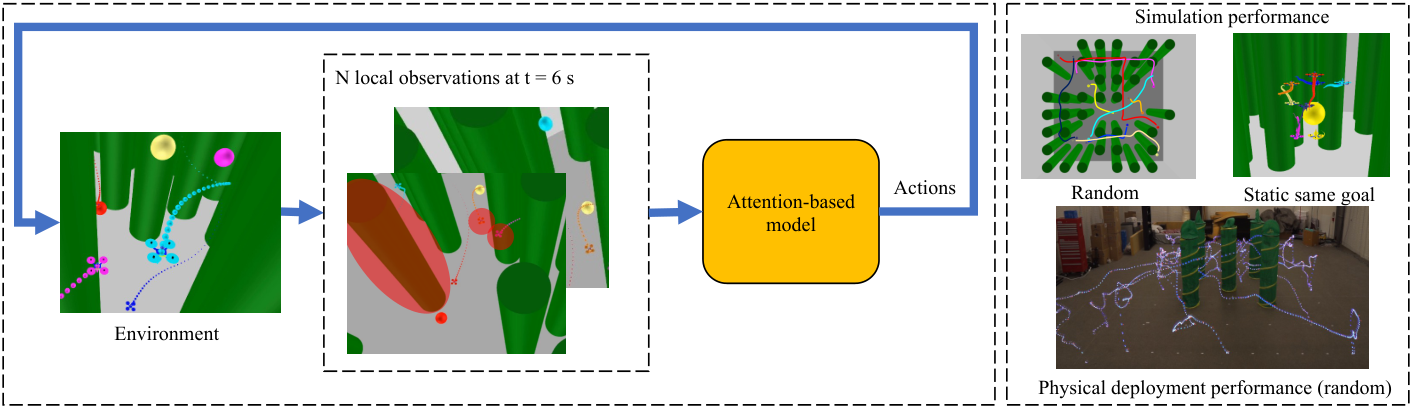 N local observations at t = 6 s
Environment
Attention-based
model
Actions
Simulation performance
Random
Static same goal
Physical deployment performance (random)